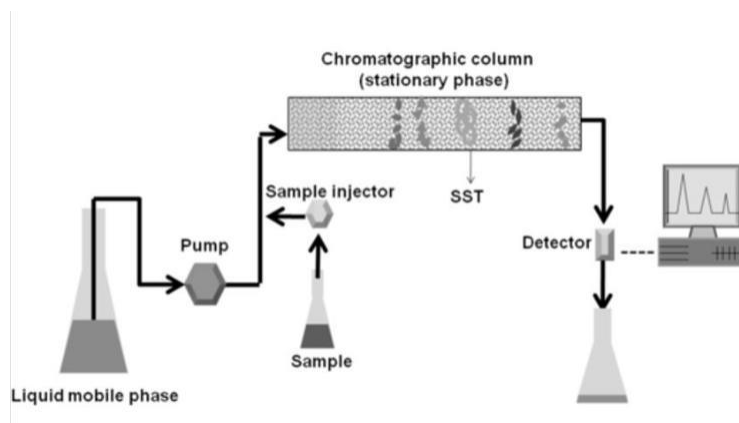 Chromatographic column
(stationary phase)
Sample injector
SST
Pump
Detector
Sample
Liquid mobile phase